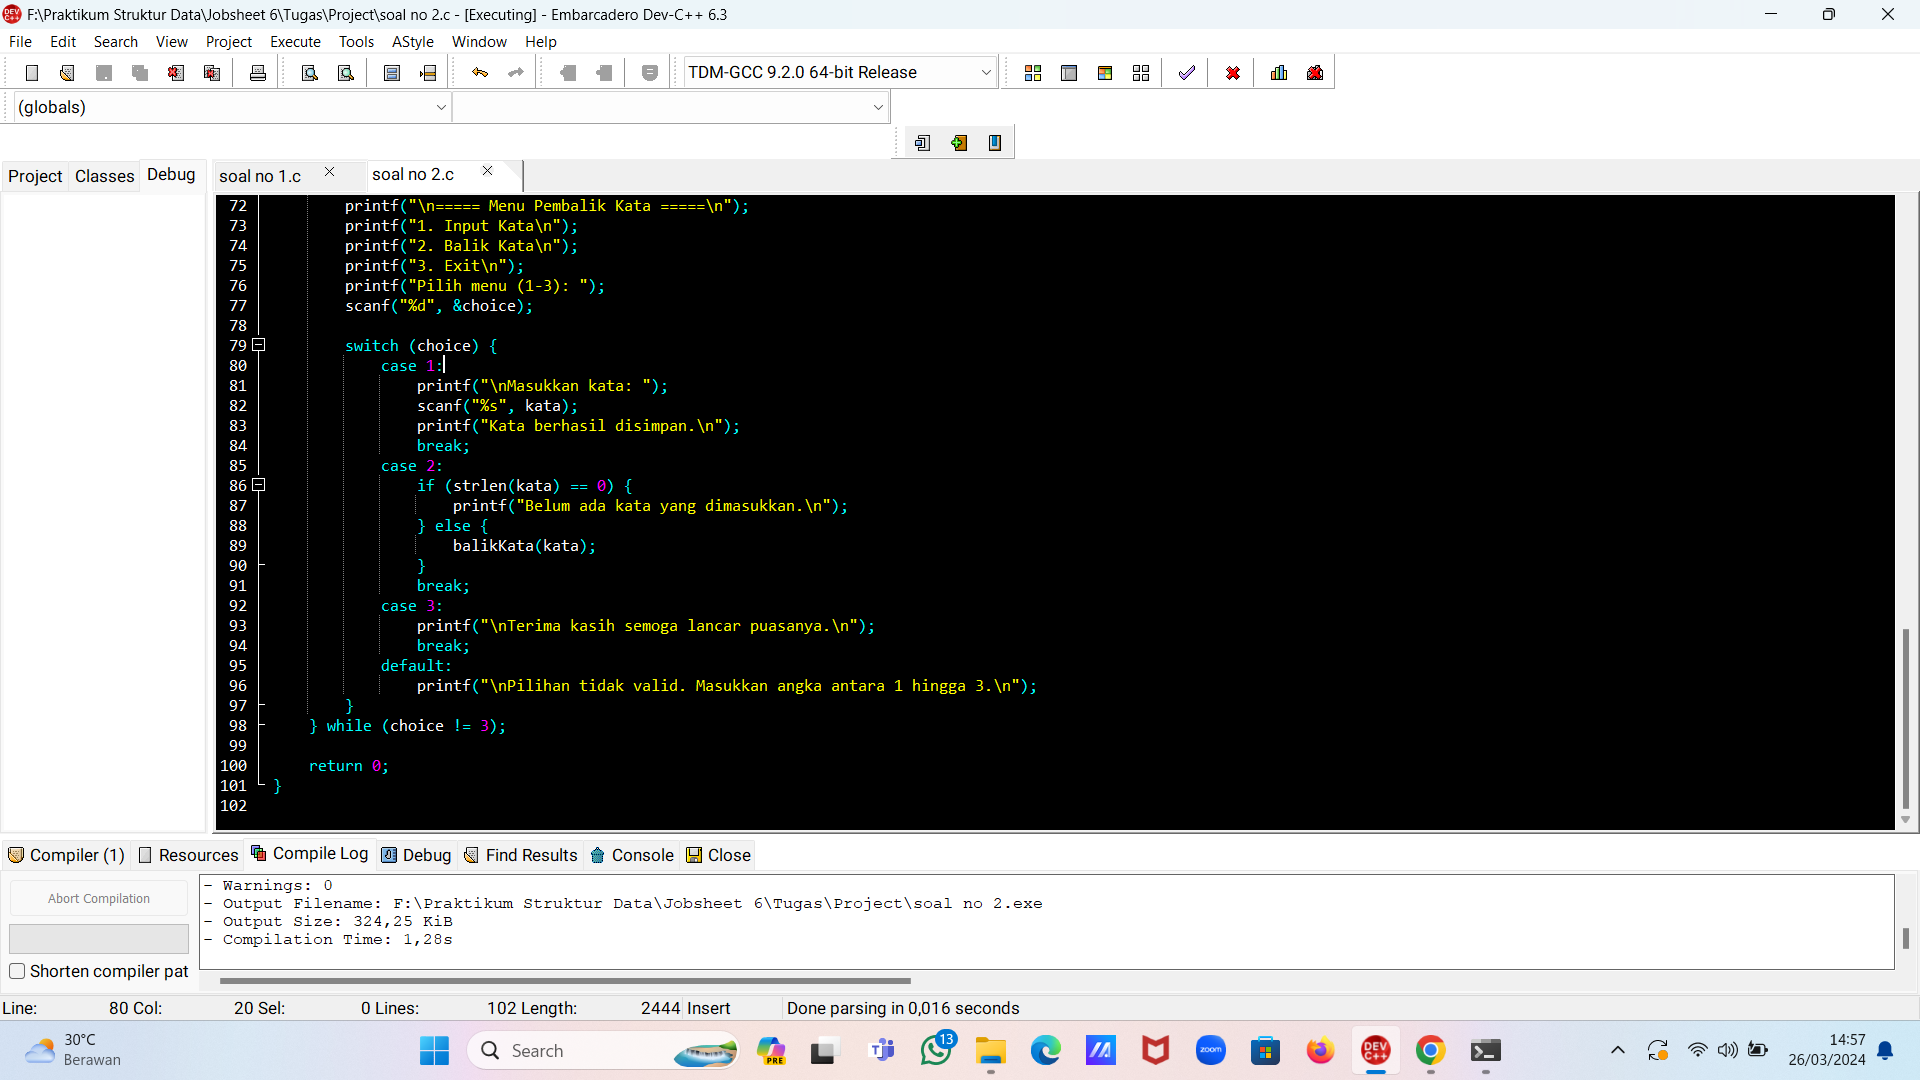 F:\Praktikum Struktur Data\Jobsheet 6\Tugas\Project\soal no 2.c - [Executing] - Embarcadero Dev-C++ 6.3
File Edit Search View Project Execute Tools AStyle Window Help
TDM-GCC 9.2.0 64-bit Release
(globals)
Project Classes Debug soal no 1.c soal no 2.c
72 printf("\n===== Menu Pembalik Kata =====\n");
73 printf("1. Input Kata\n");
74 printf("2. Balik Kata\n");
75 printf("3. Exit\n");
76 printf("Pilih menu (1-3): ");
77 scanf("%d", &choice);
78
79 switch (choice) {
80 case 1:
81 printf("\nMasukkan kata: ");
82 scanf("%s", kata);
83 printf("Kata berhasil disimpan.\n");
84 break;
85 case 2:
86 if (strlen(kata) == 0) {
87 printf("Belum ada kata yang dimasukkan.\n");
88 } else {
89 balikKata(kata);
90 }
91 break;
92 case 3:
93 printf("\nTerima kasih semoga lancar puasanya.\n");
94 break;
95 default:
96 printf("\nPilihan tidak valid. Masukkan angka antara 1 hingga 3.\n");
97 }
98 } while (choice != 3);
99
100 return 0;
101 }
102
Compiler (1) Resources Compile Log Debug Find Results Console Close
Abort Compilation
Shorten compiler pat
- Warnings: 0
- Output Filename: F:\Praktikum Struktur Data\Jobsheet 6\Tugas\Project\soal no 2.exe
- Output Size: 324,25 KiB
- Compilation Time: 1,28s
Line: 80 Col: 20 Sel: 0 Lines: 102 Length: 2444 Insert Done parsing in 0,016 seconds
30°C
Berawan
Search
PRE
13
zoom
DEV C++
14:57
26/03/2024